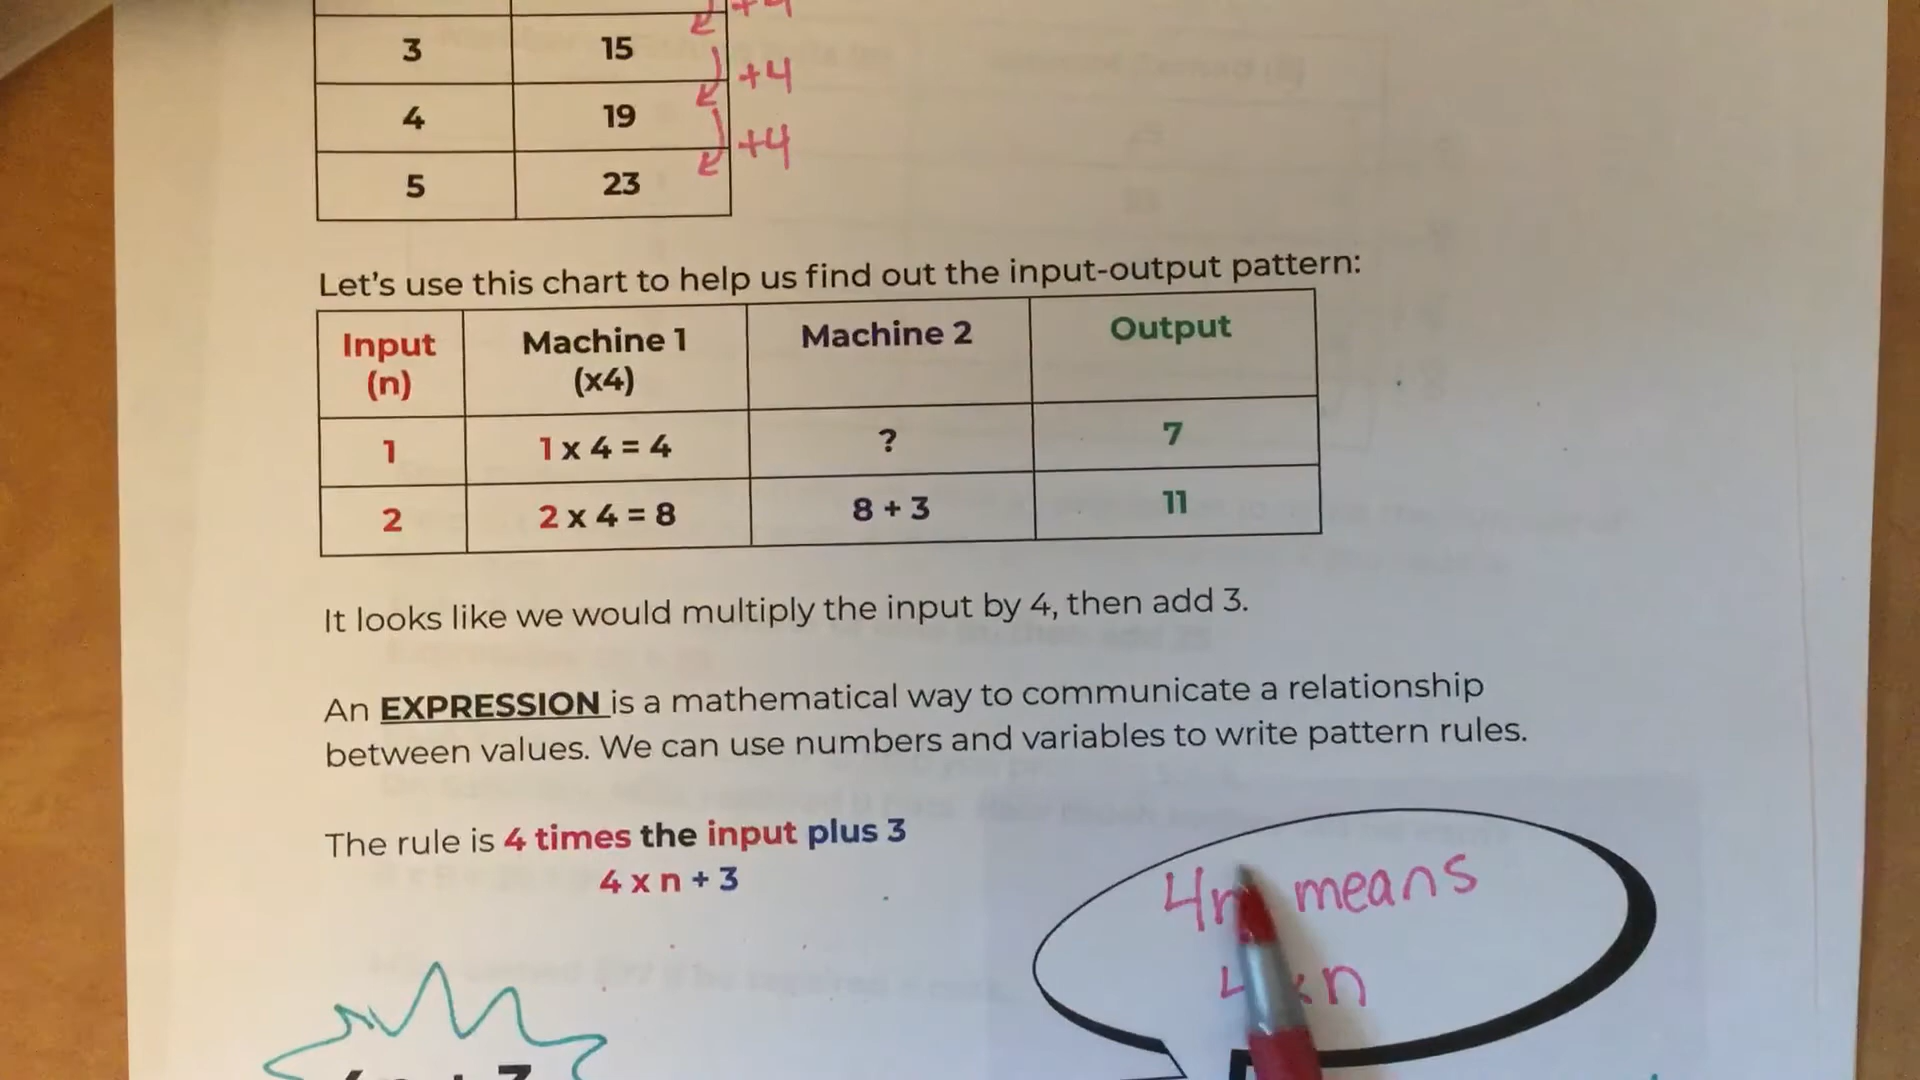 +4
3 15
+4
4 19
+4
5 23
Let's use this chart to help us find out the input-output pattern:
Input Machine 1 Machine 2 Output
(n) (x4)
1 1 x 4 = 4 ? 7
2 2 x 4 = 8 8 + 3 11
It looks like we would multiply the input by 4, then add 3.
An EXPRESSION is a mathematical way to communicate a relationship
between values. We can use numbers and variables to write pattern rules.
The rule is 4 times the input plus 3
4 x n + 3
4n means
4xn